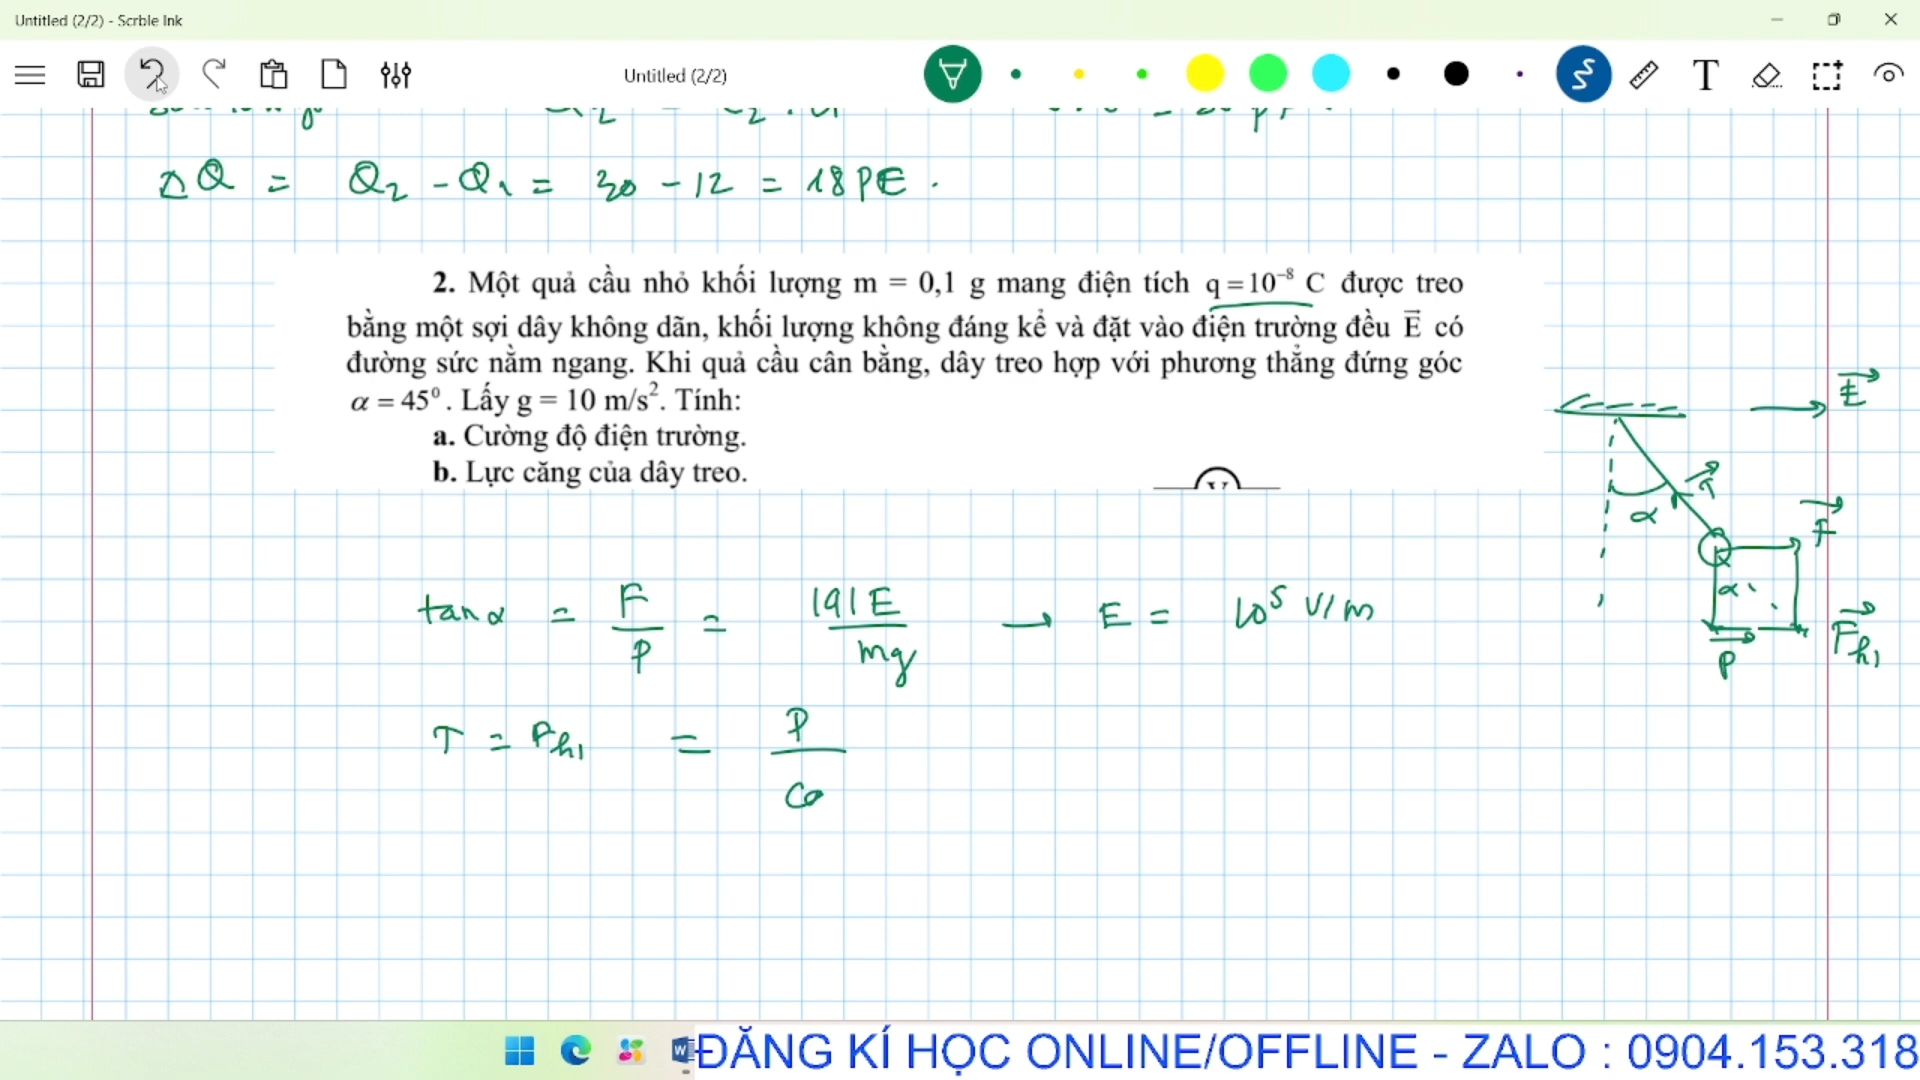 Untitled (2/2) - Scrble Ink
Untitled (2/2)
T
ΔQ = Q₂ - Q₁ = 30 - 12 = 18 PE.
2. Một quả cầu nhỏ khối lượng m = 0,1 g mang điện tích q = 10⁻⁸ C được treo
bằng một sợi dây không dãn, khối lượng không đáng kể và đặt vào điện trường đều E⃗ có
đường sức nằm ngang. Khi quả cầu cân bằng, dây treo hợp với phương thẳng đứng góc
α = 45⁰. Lấy g = 10 m/s². Tính:
a. Cường độ điện trường.
b. Lực căng của dây treo.
E⃗
T⃗
α
F⃗
α
P⃗
F⃗h1
tanα = F/P = |q|E/mg → E = 10⁵ V/m
T = Fh1 = P/co
ĐĂNG KÍ HỌC ONLINE/OFFLINE - ZALO : 0904.153.318